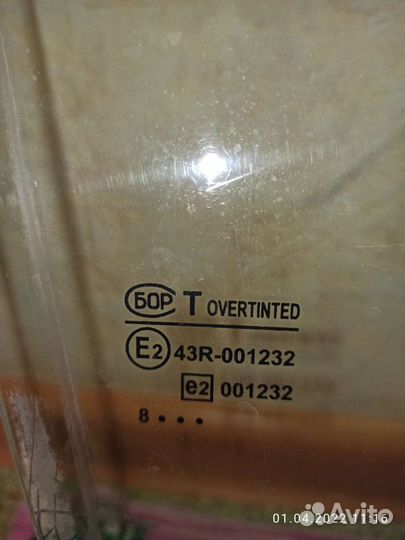 БОР T OVERTINTED
E2 43R-001232
e2 001232
8 • • •
01.04.2022 11:16
Avito